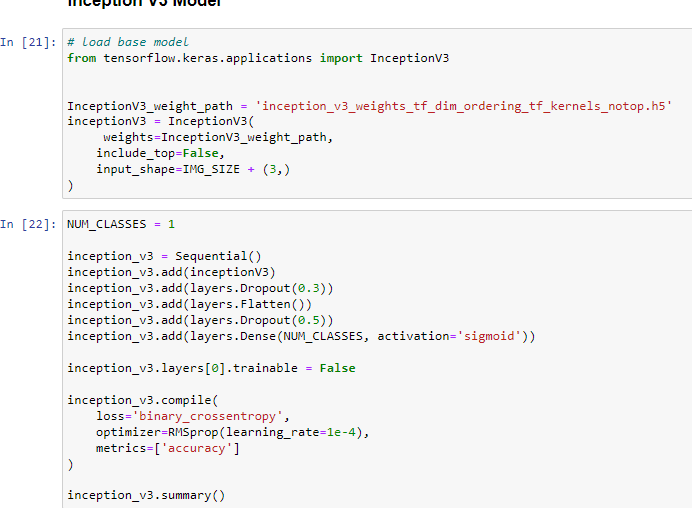 Inception V3 Model
In [21]:
# load base model
from tensorflow.keras.applications import InceptionV3
InceptionV3_weight_path = 'inception_v3_weights_tf_dim_ordering_tf_kernels_notop.h5'
inceptionV3 = InceptionV3(
     weights=InceptionV3_weight_path,
    include_top=False,
    input_shape=IMG_SIZE + (3,)
)
In [22]:
NUM_CLASSES = 1
inception_v3 = Sequential()
inception_v3.add(inceptionV3)
inception_v3.add(layers.Dropout(0.3))
inception_v3.add(layers.Flatten())
inception_v3.add(layers.Dropout(0.5))
inception_v3.add(layers.Dense(NUM_CLASSES, activation='sigmoid'))
inception_v3.layers[0].trainable = False
inception_v3.compile(
    loss='binary_crossentropy',
    optimizer=RMSprop(learning_rate=1e-4),
    metrics=['accuracy']
)
inception_v3.summary()